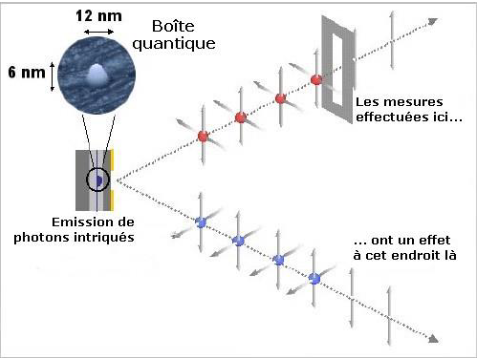 12 nm
Boîte
quantique
6 nm
Les mesures
effectuées ici...
Emission de
photons intriqués
... ont un effet
à cet endroit là